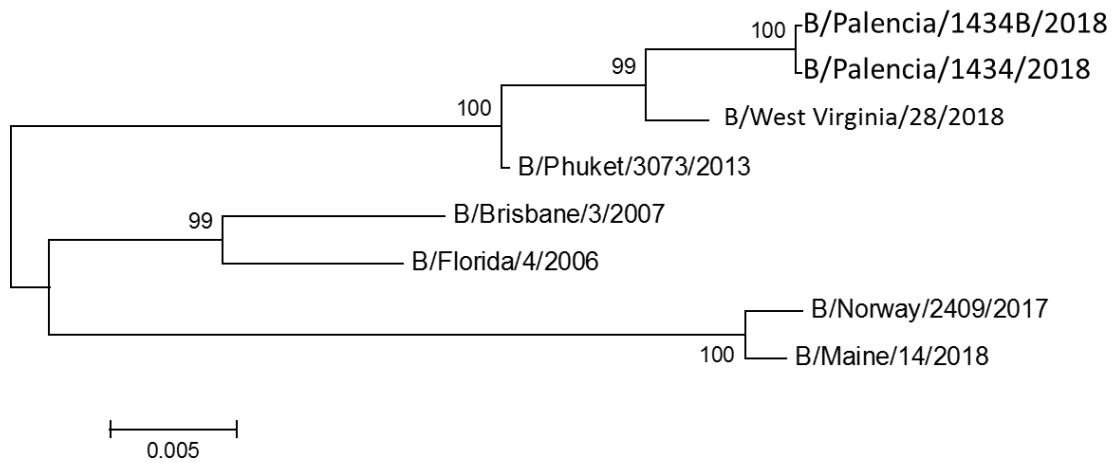 100
B/Palencia/1434B/2018
B/Palencia/1434/2018
99
B/West Virginia/28/2018
100
B/Phuket/3073/2013
99
B/Brisbane/3/2007
B/Florida/4/2006
B/Norway/2409/2017
100
B/Maine/14/2018
0.005